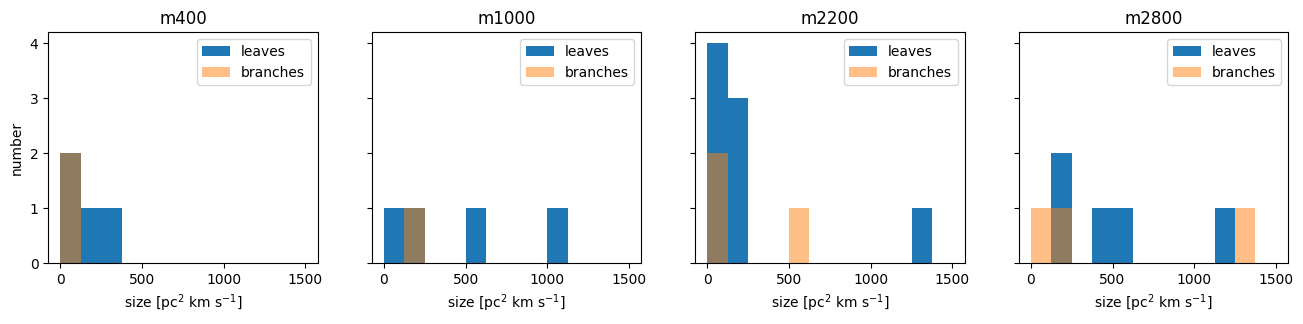 m400
m1000
m2200
m2800
leaves
branches
leaves
branches
leaves
branches
leaves
branches
number
4
3
2
1
0
0
500
1000
1500
0
500
1000
1500
0
500
1000
1500
0
500
1000
1500
size [pc² km s⁻¹]
size [pc² km s⁻¹]
size [pc² km s⁻¹]
size [pc² km s⁻¹]